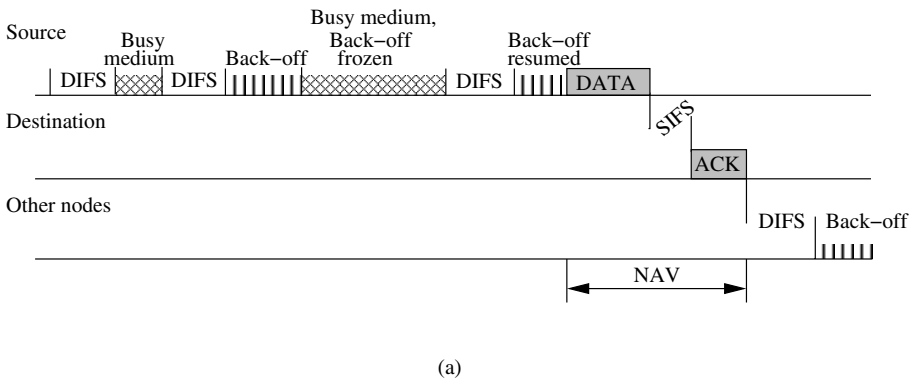 Source
Busy
medium
Busy medium,
Back−off
frozen
Back−off
resumed
DIFS
DIFS
Back−off
DIFS
DATA
Destination
SIFS
ACK
Other nodes
DIFS
Back−off
NAV
(a)